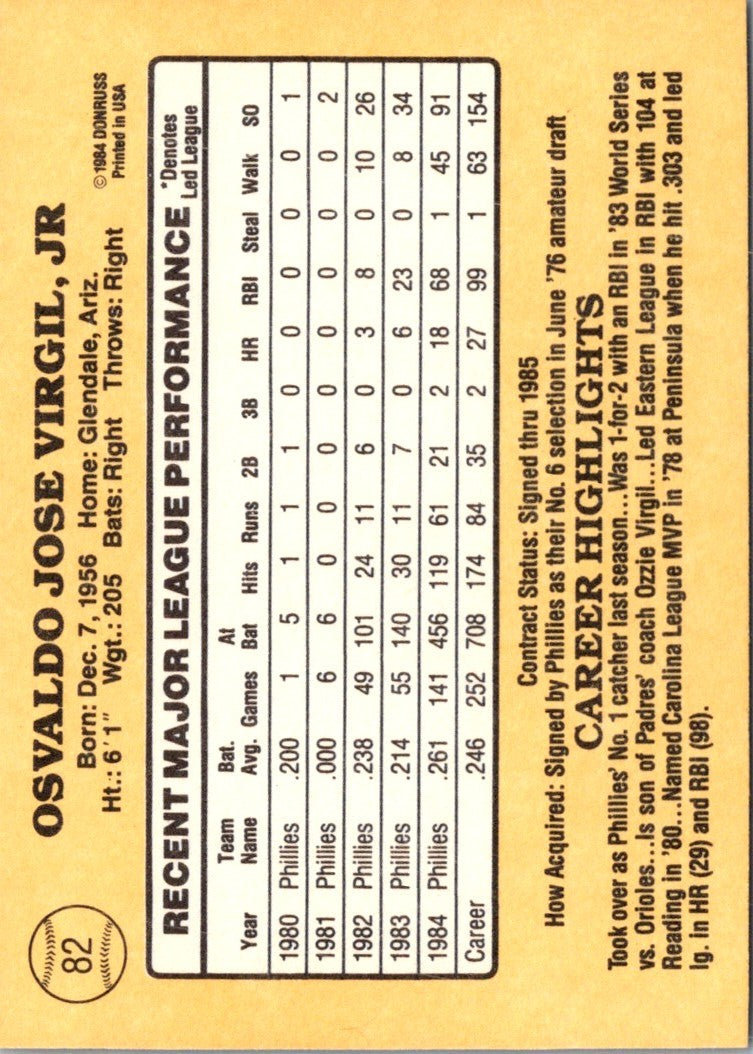 82
OSVALDO JOSE VIRGIL, JR
Born: Dec. 7, 1956 Home: Glendale, Ariz.
Ht.: 6'1" Wgt.: 205 Bats: Right Throws: Right
© 1984 DONRUSS
Printed in USA
RECENT MAJOR LEAGUE PERFORMANCE
*Denotes
Led League
Year Team Name Bat. Avg. Games At Bat Hits Runs 2B 3B HR RBI Steal Walk SO
1980 Phillies .200 1 5 1 1 1 0 0 0 0 0 1
1981 Phillies .000 6 6 0 0 0 0 0 0 0 0 2
1982 Phillies .238 49 101 24 11 6 0 3 8 0 10 26
1983 Phillies .214 55 140 30 11 7 0 6 23 0 8 34
1984 Phillies .261 141 456 119 61 21 2 18 68 1 45 91
Career .246 252 708 174 84 35 2 27 99 1 63 154
Contract Status: Signed thru 1985
How Acquired: Signed by Phillies as their No. 6 selection in June '76 amateur draft
CAREER HIGHLIGHTS
Took over as Phillies' No. 1 catcher last season...Was 1-for-2 with an RBI in '83 World Series
vs. Orioles...Is son of Padres' coach Ozzie Virgil...Led Eastern League in RBI with 104 at
Reading in '80...Named Carolina League MVP in '78 at Peninsula when he hit .303 and led
lg. in HR (29) and RBI (98).